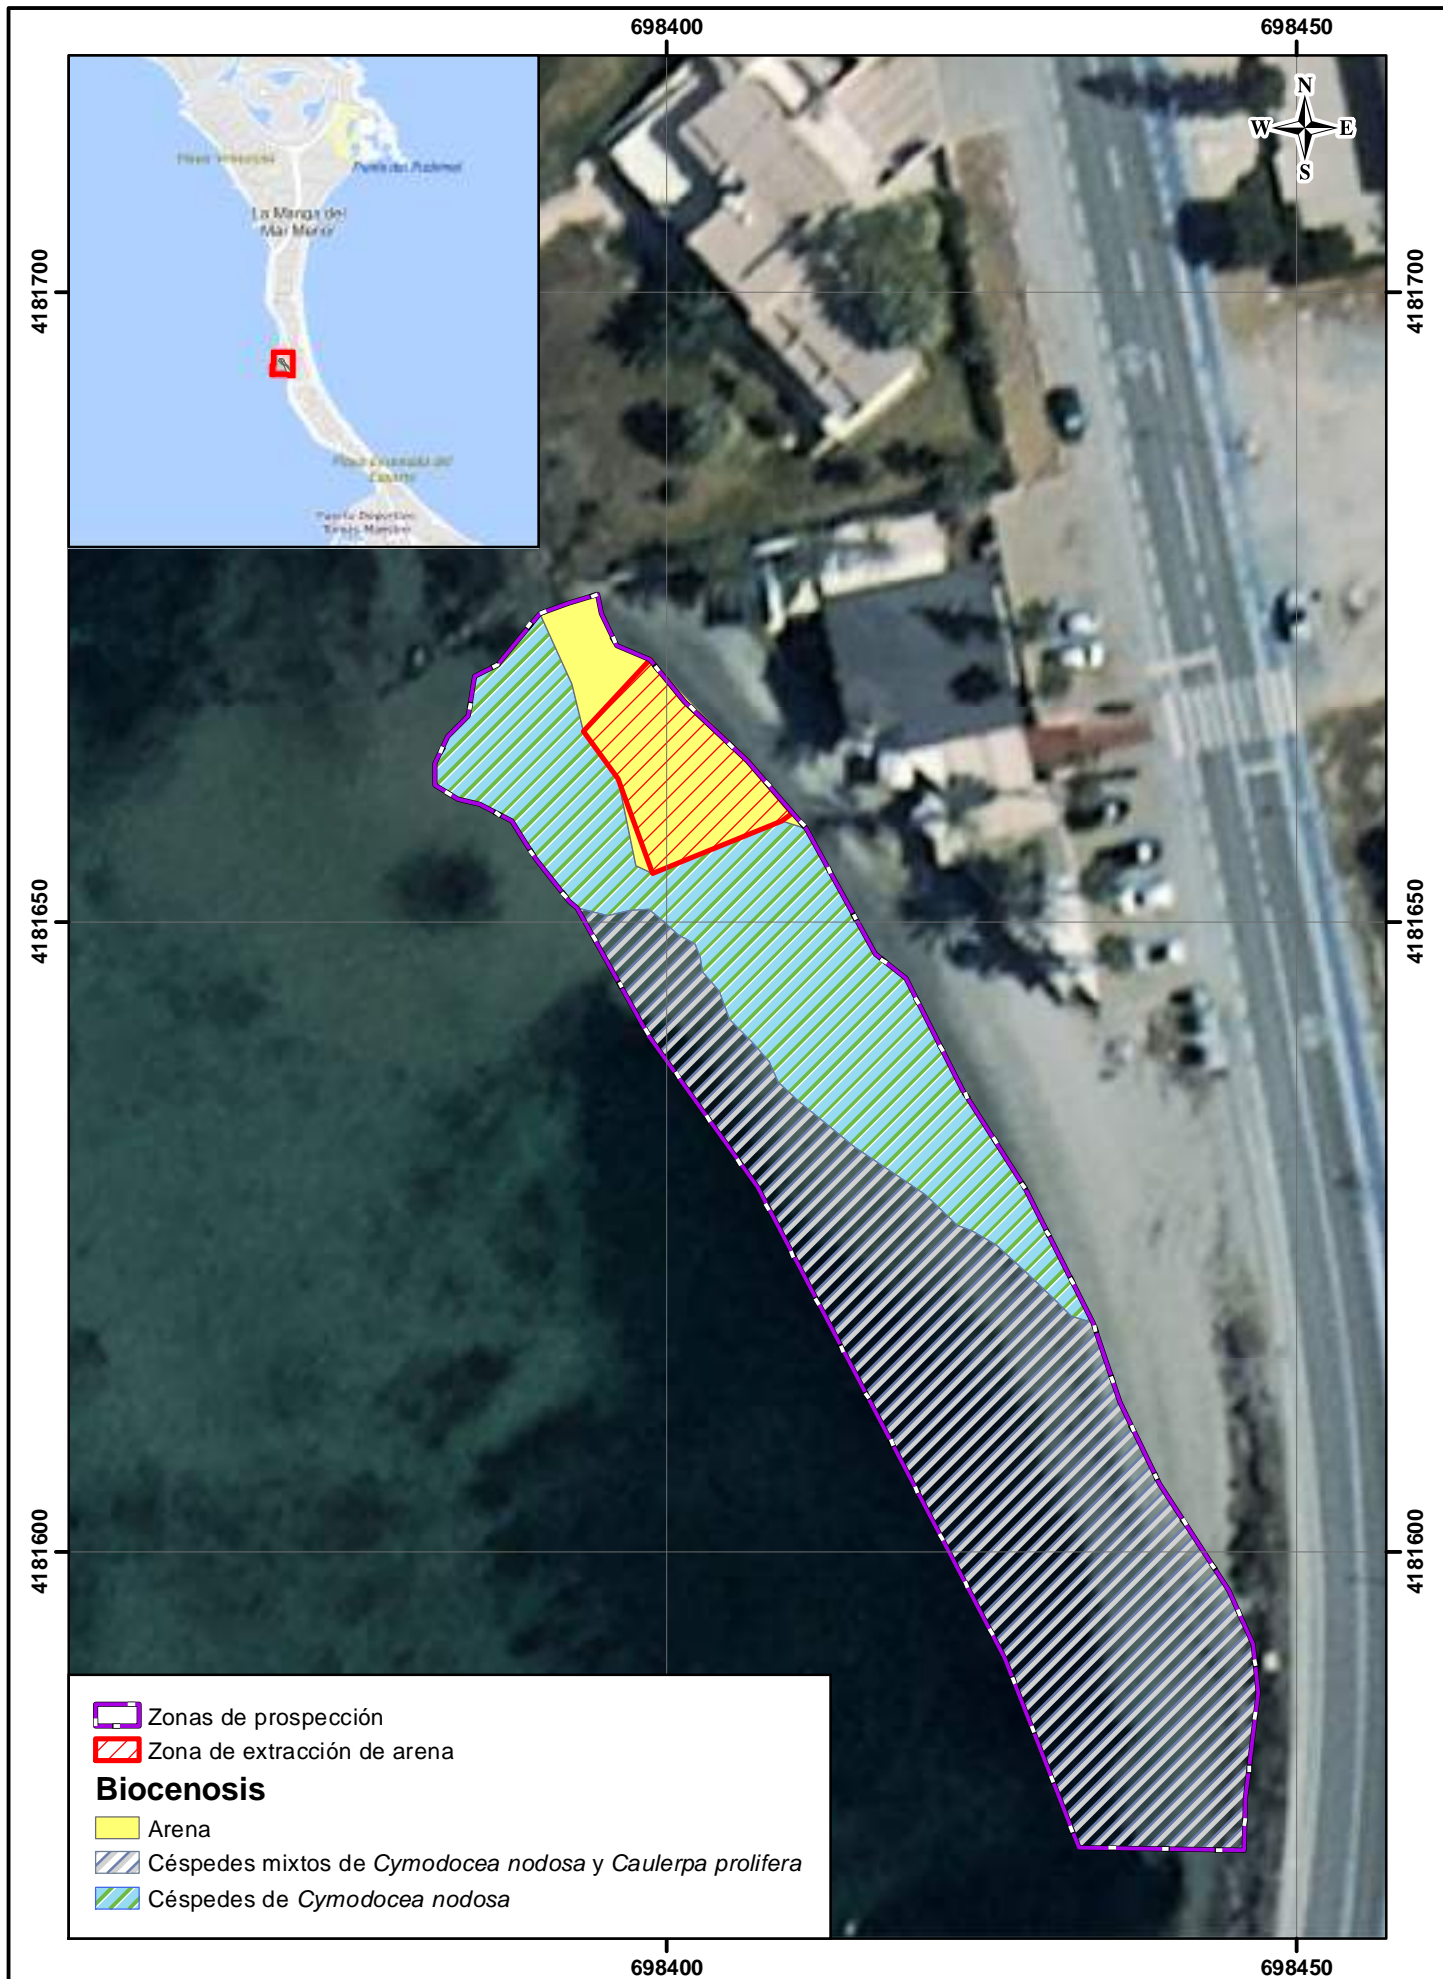 698400
698450
N
W
E
S
La Manga del
Mar Menor
4181700
4181700
4181650
4181650
4181600
4181600
Zonas de prospección
Zona de extracción de arena
Biocenosis
Arena
Céspedes mixtos de Cymodocea nodosa y Caulerpa prolifera
Céspedes de Cymodocea nodosa
698400
698450